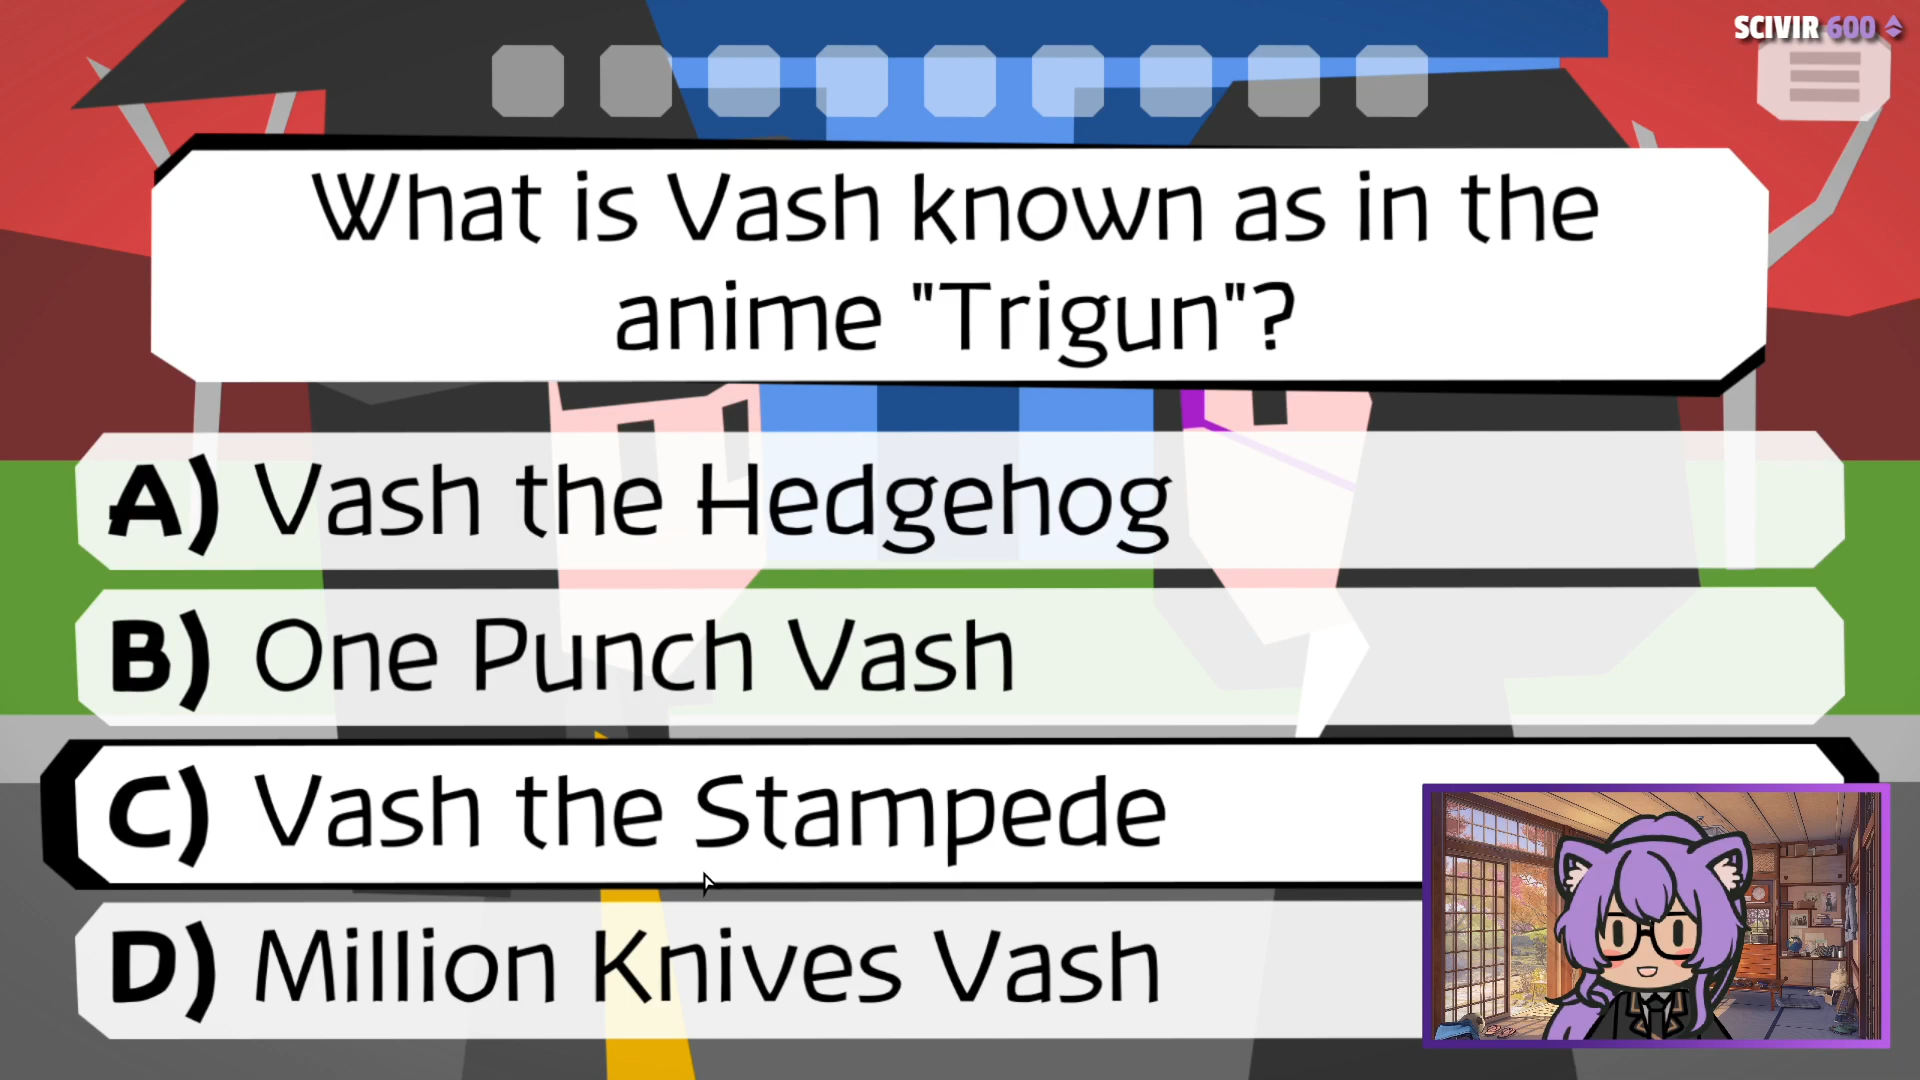 SCIVIR 600
What is Vash known as in the
anime "Trigun"?
A) Vash the Hedgehog
B) One Punch Vash
C) Vash the Stampede
D) Million Knives Vash